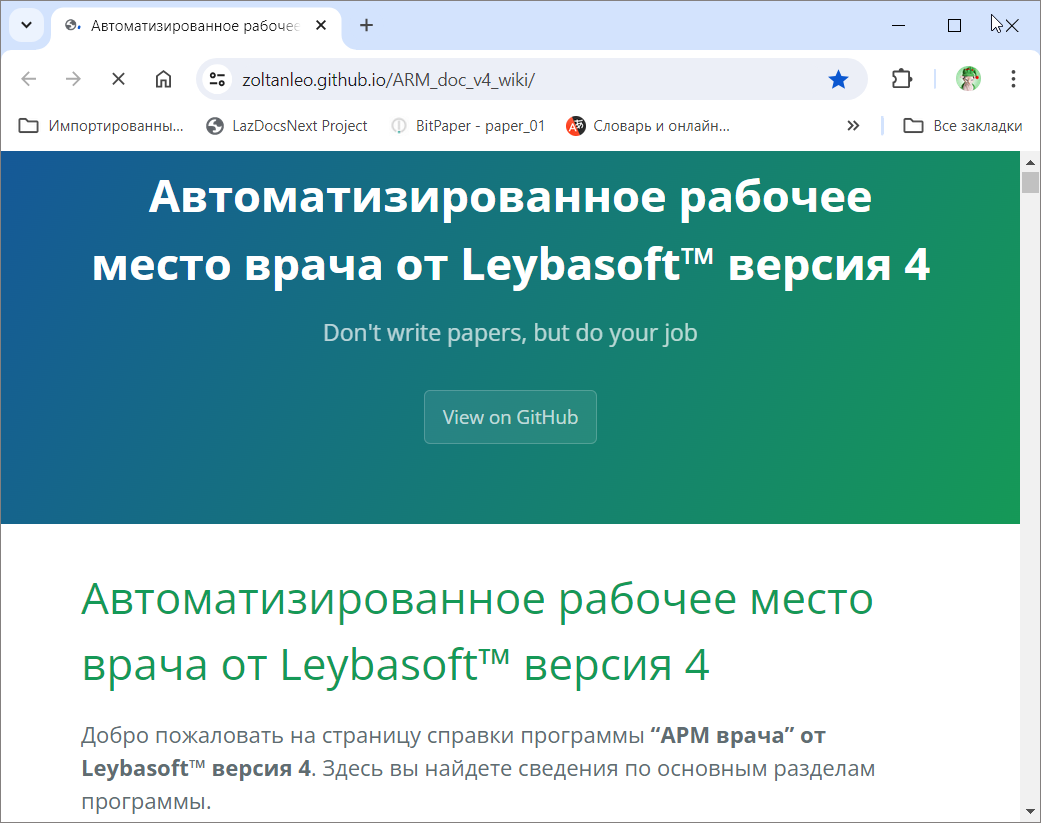 Автоматизированное рабочее
zoltanleo.github.io/ARM_doc_v4_wiki/
Импортированны...
LazDocsNext Project
BitPaper - paper_01
Словарь и онлайн...
Все закладки
Автоматизированное рабочее
место врача от Leybasoft™ версия 4
Don't write papers, but do your job
View on GitHub
Автоматизированное рабочее место
врача от Leybasoft™ версия 4
Добро пожаловать на страницу справки программы “АРМ врача” от
Leybasoft™ версия 4. Здесь вы найдете сведения по основным разделам
программы.